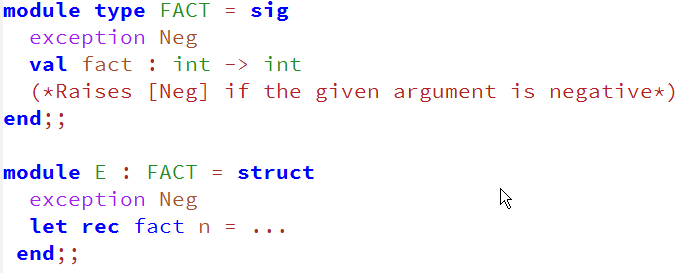 module type FACT = sig
exception Neg
val fact : int -> int
(*Raises [Neg] if the given argument is negative*)
end;;
module E : FACT = struct
exception Neg
let rec fact n = ...
end;;